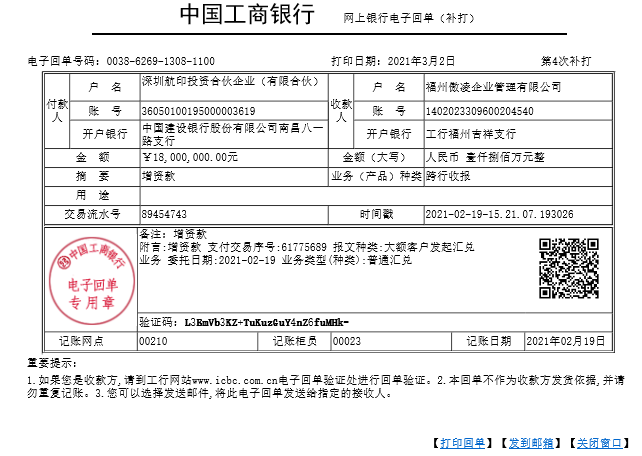 中国工商银行 网上银行电子回单（补打）
电子回单号码：0038-6269-1308-1100 打印日期：2021年3月2日 第4次补打
付款人 户 名 深圳航印投资合伙企业（有限合伙） 收款人 户 名 福州傲凌企业管理有限公司
账 号 36050100195000003619 账 号 1402023309600204540
开户银行 中国建设银行股份有限公司南昌八一路支行 开户银行 工行福州吉祥支行
金 额 ￥18,000,000.00元 金额（大写） 人民币 壹仟捌佰万元整
摘 要 增资款 业务（产品）种类 跨行收报
用 途
交易流水号 89454743 时间戳 2021-02-19-15.21.07.193026
备注：增资款
附言:增资款 支付交易序号:61775689 报文种类:大额客户发起汇兑
业务 委托日期:2021-02-19 业务类型(种类):普通汇兑
中国工商银行
电子回单
专用章
验证码：L3BmVb3KZ+TuKuzGuY4nZ6fuMHk=
记账网点 00210 记账柜员 00023 记账日期 2021年02月19日
重要提示：
1.如果您是收款方,请到工行网站www.icbc.com.cn电子回单验证处进行回单验证。2.本回单不作为收款方发货依据,并请
勿重复记账。3.您可以选择发送邮件,将此电子回单发送给指定的接收人。
【打印回单】【发到邮箱】【关闭窗口】